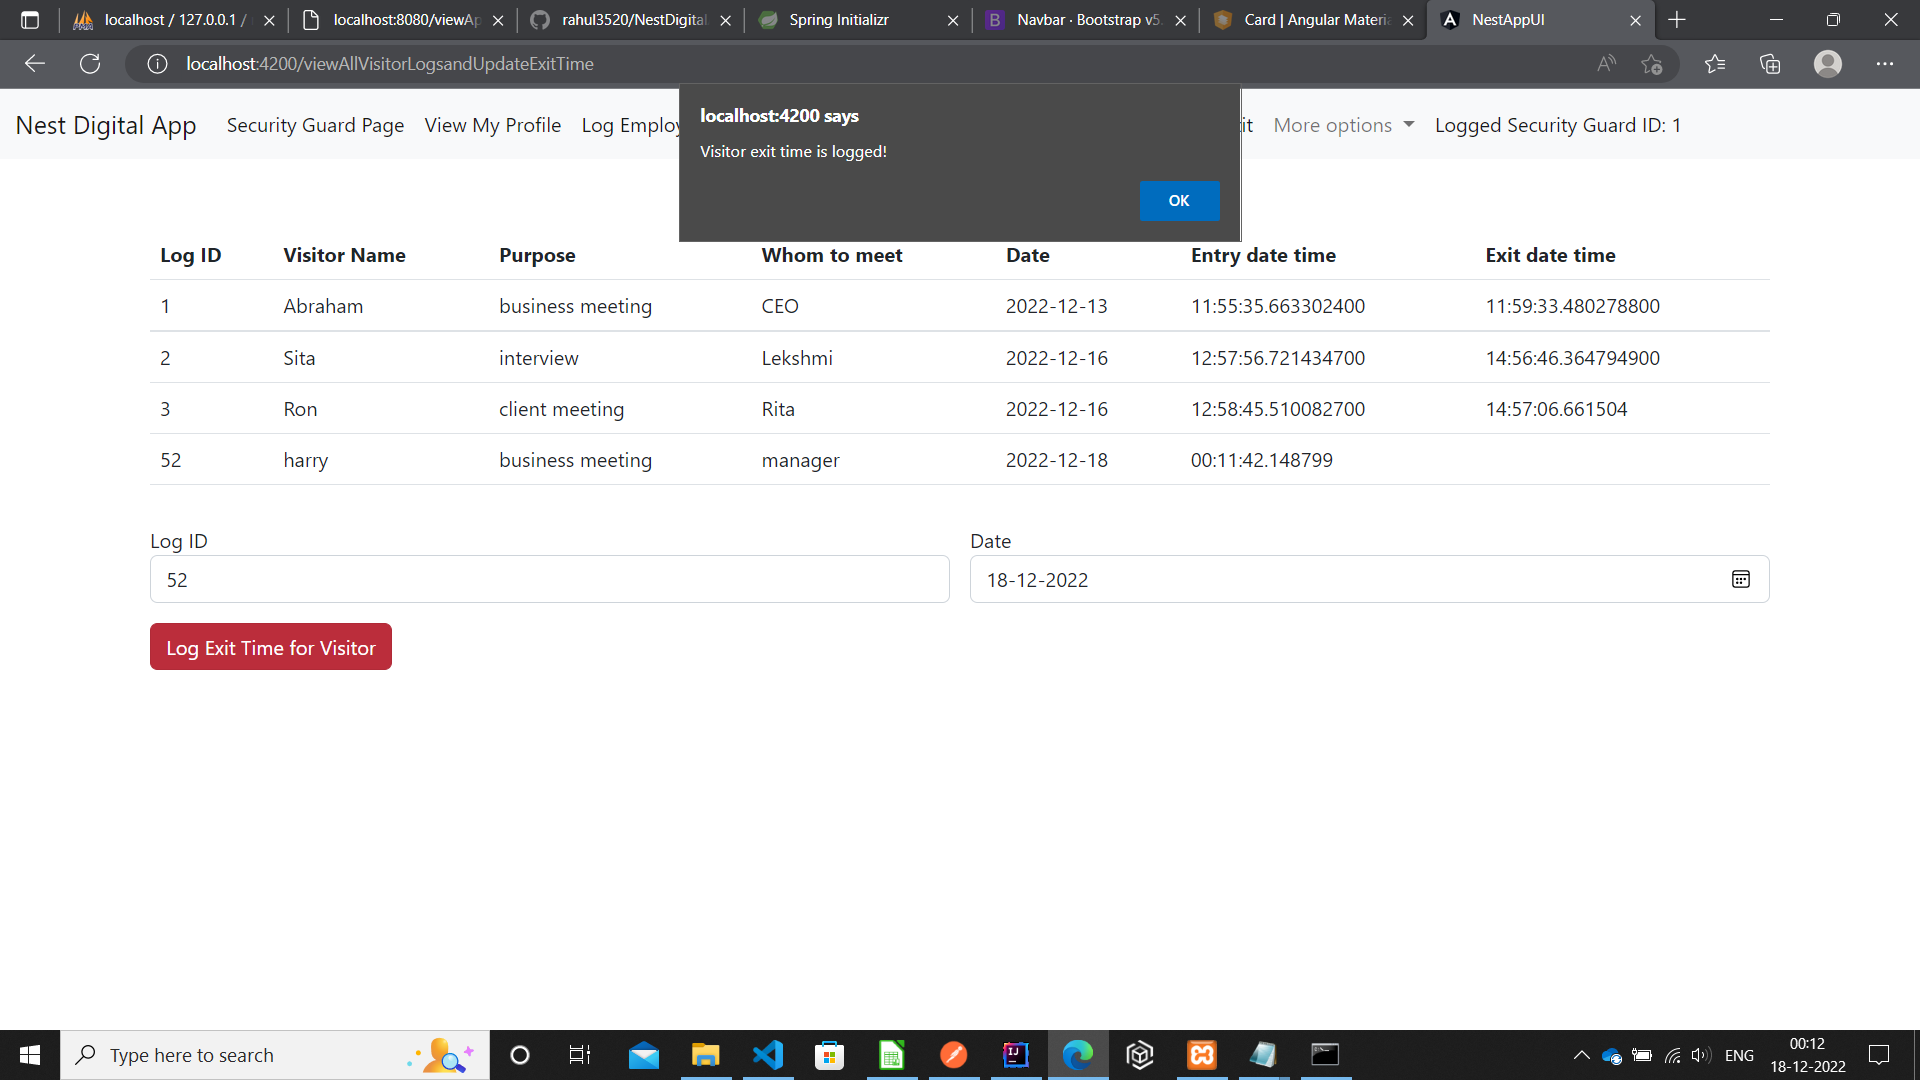 localhost / 127.0.0.1 /
localhost:8080/viewAp
rahul3520/NestDigital
Spring Initializr
Navbar · Bootstrap v5.
Card | Angular Materia
NestAppUI
localhost:4200/viewAllVisitorLogsandUpdateExitTime
Nest Digital App Security Guard Page View My Profile Log Employ it More options Logged Security Guard ID: 1
localhost:4200 says
Visitor exit time is logged!
OK
Log ID Visitor Name Purpose Whom to meet Date Entry date time Exit date time
1 Abraham business meeting CEO 2022-12-13 11:55:35.663302400 11:59:33.480278800
2 Sita interview Lekshmi 2022-12-16 12:57:56.721434700 14:56:46.364794900
3 Ron client meeting Rita 2022-12-16 12:58:45.510082700 14:57:06.661504
52 harry business meeting manager 2022-12-18 00:11:42.148799
Log ID Date
52 18-12-2022
Log Exit Time for Visitor
Type here to search
ENG
00:12
18-12-2022